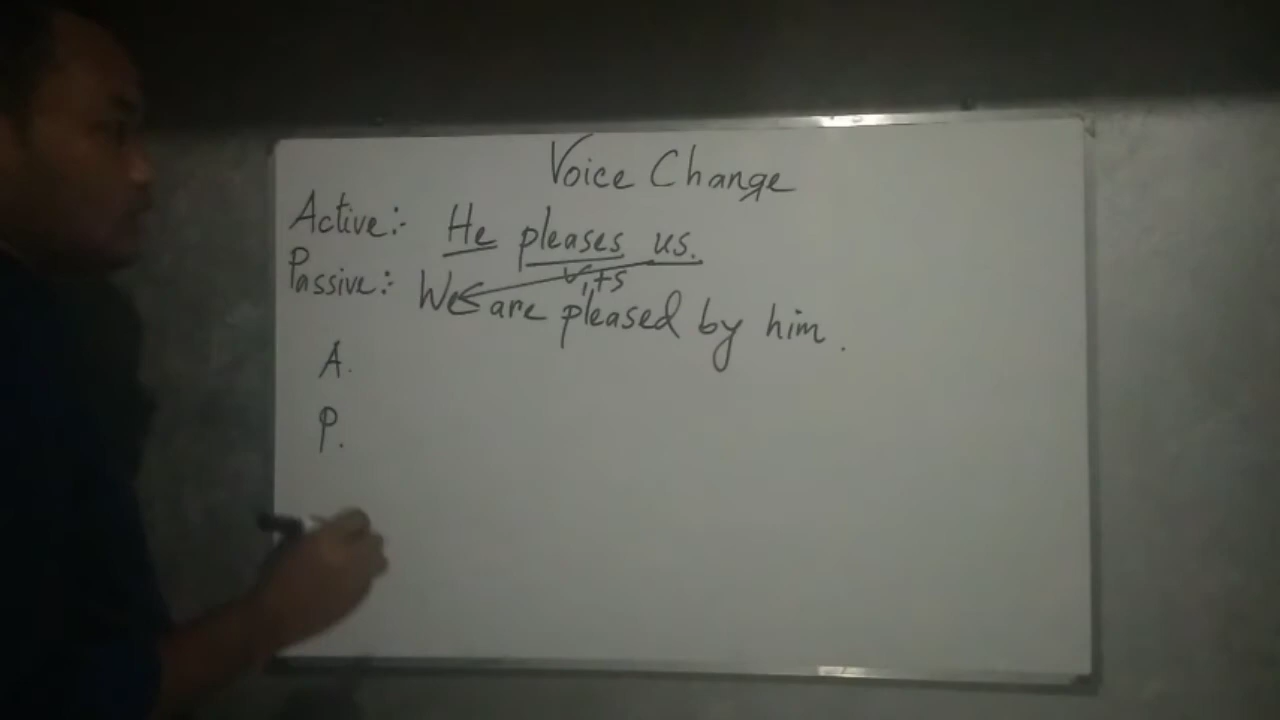 Voice Change
Active:- He pleases us.
V₁+s
Passive:- We are pleased by him.
A.
P.